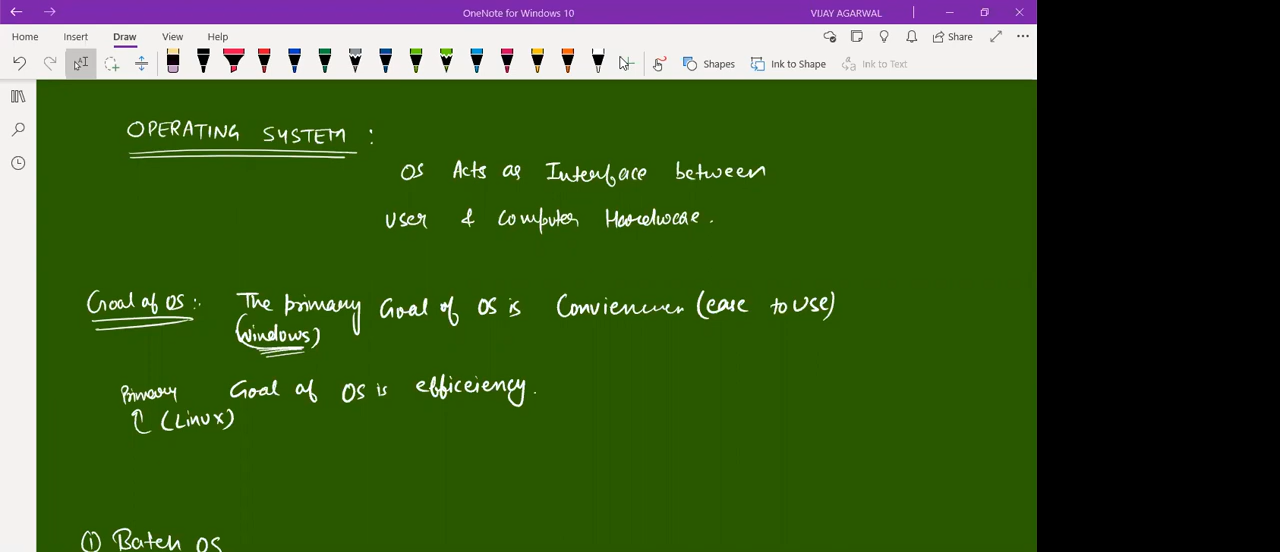 OneNote for Windows 10
VIJAY AGARWAL
Home Insert Draw View Help
Share
Shapes Ink to Shape Ink to Text
OPERATING SYSTEM :
OS Acts as Interface between
user & Computer Hardware.
Goal of OS :- The primary Goal of OS is Convience (ease to use)
(windows)
Primary Goal of OS is efficeiency.
(Linux)
① Batch OS